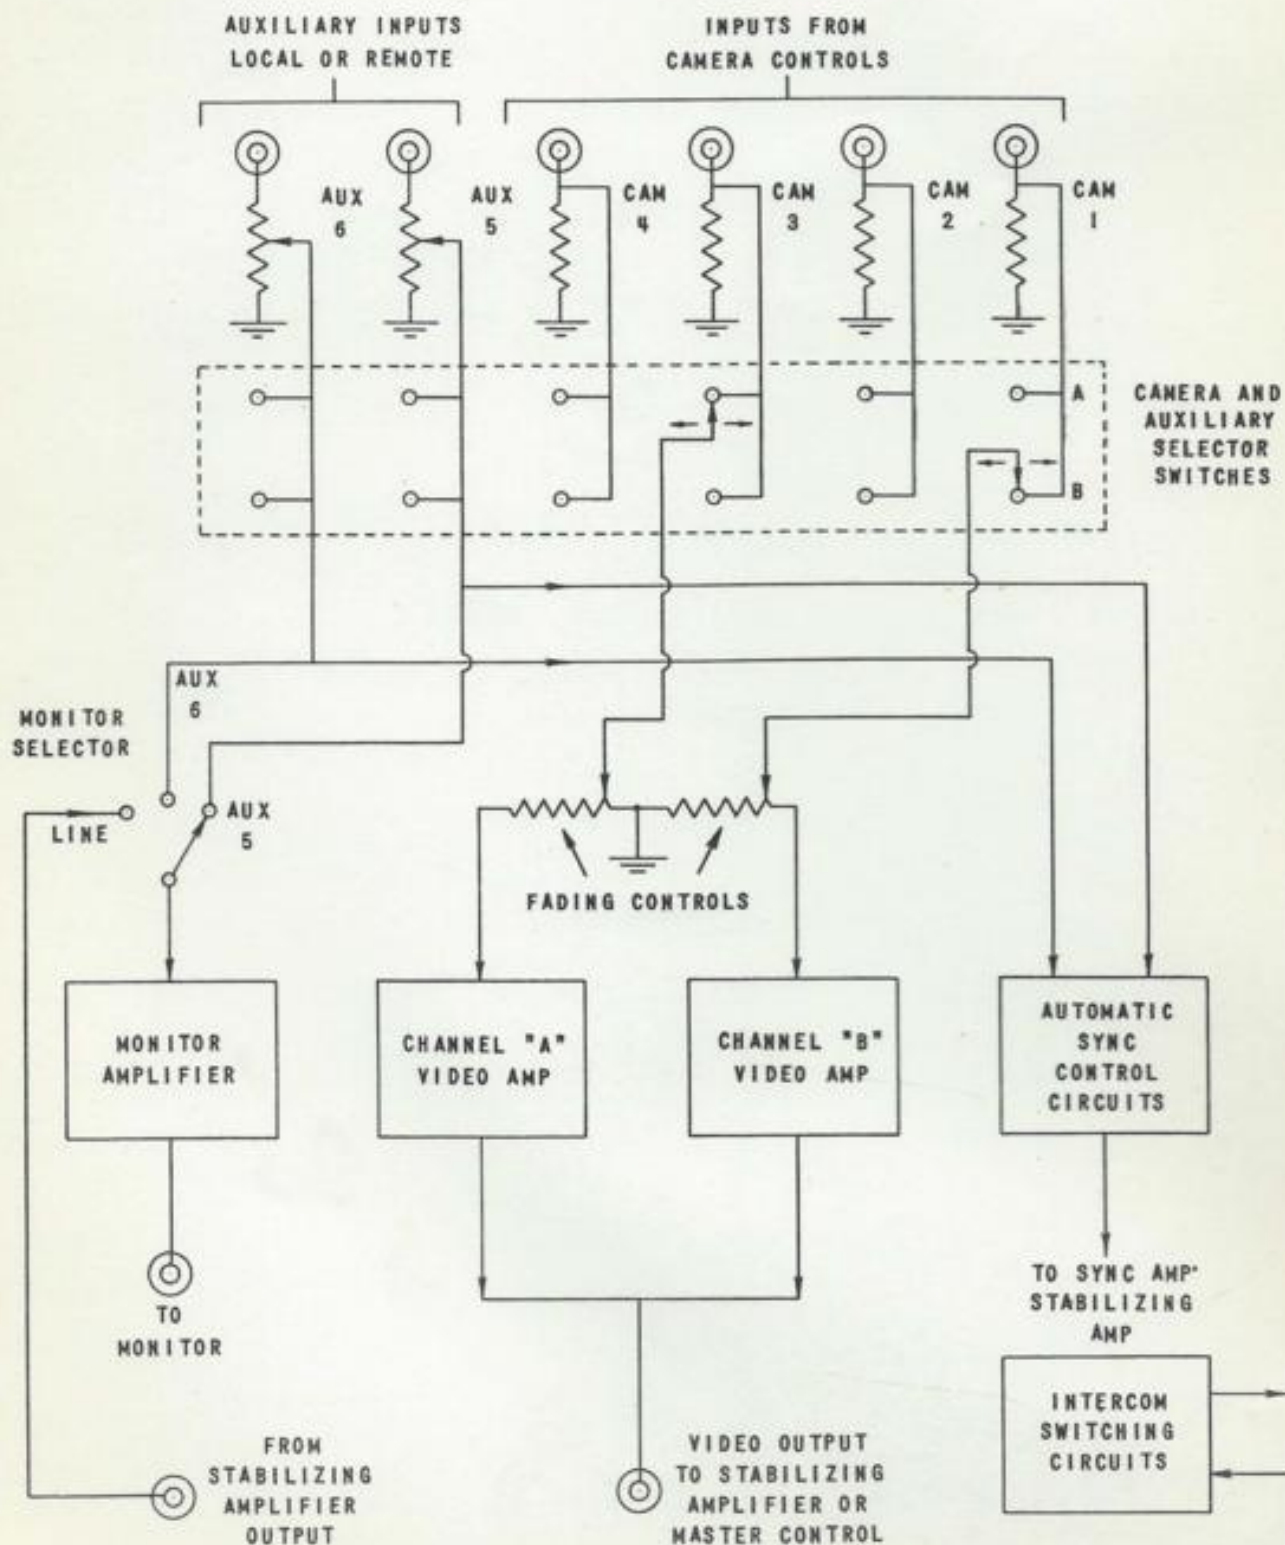 AUXILIARY INPUTS
LOCAL OR REMOTE
INPUTS FROM
CAMERA CONTROLS
AUX
6
AUX
5
CAM
4
CAM
3
CAM
2
CAM
1
A
B
CAMERA AND
AUXILIARY
SELECTOR
SWITCHES
MONITOR
SELECTOR
AUX
6
LINE
AUX
5
FADING CONTROLS
MONITOR
AMPLIFIER
CHANNEL "A"
VIDEO AMP
CHANNEL "B"
VIDEO AMP
AUTOMATIC
SYNC
CONTROL
CIRCUITS
TO
MONITOR
TO SYNC AMP·
STABILIZING
AMP
INTERCOM
SWITCHING
CIRCUITS
FROM
STABILIZING
AMPLIFIER
OUTPUT
VIDEO OUTPUT
TO STABILIZING
AMPLIFIER OR
MASTER CONTROL